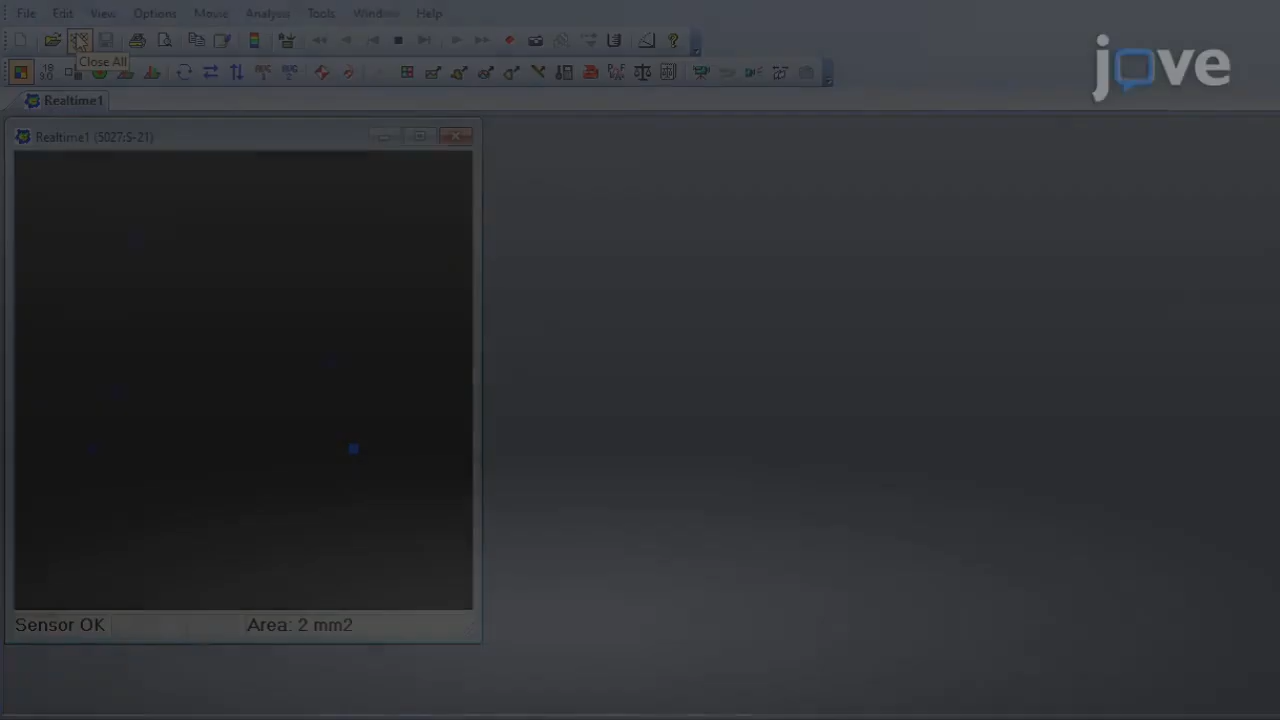 File Edit View Options Mouse Analysis Tools Window Help
jove
Close All
Realtime1
Realtime1 (5027:S-21)
Sensor OK Area: 2 mm2